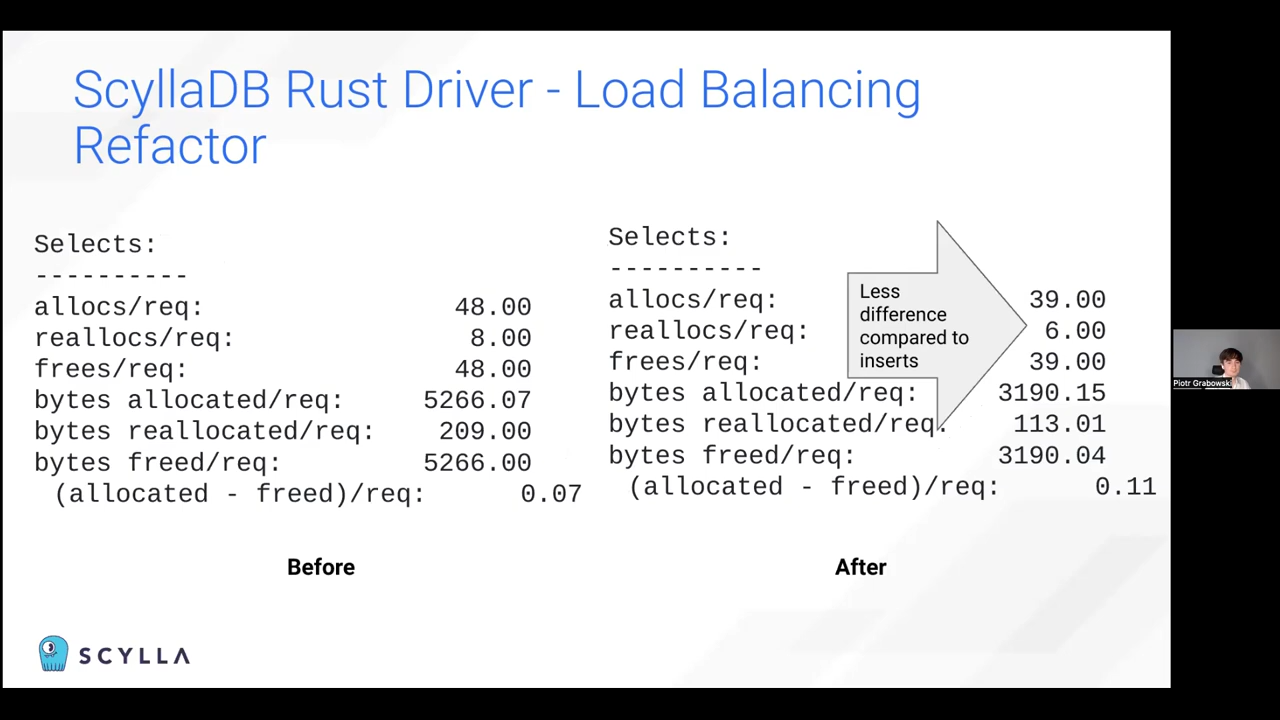 ScyllaDB Rust Driver - Load Balancing
Refactor
Selects:
----------
allocs/req: 48.00
reallocs/req: 8.00
frees/req: 48.00
bytes allocated/req: 5266.07
bytes reallocated/req: 209.00
bytes freed/req: 5266.00
(allocated - freed)/req: 0.07
Before
Selects:
----------
allocs/req: 39.00
reallocs/req: 6.00
frees/req: 39.00
bytes allocated/req: 3190.15
bytes reallocated/req: 113.01
bytes freed/req: 3190.04
(allocated - freed)/req: 0.11
Less
difference
compared to
inserts
After
SCYLLA
Piotr Grabowski